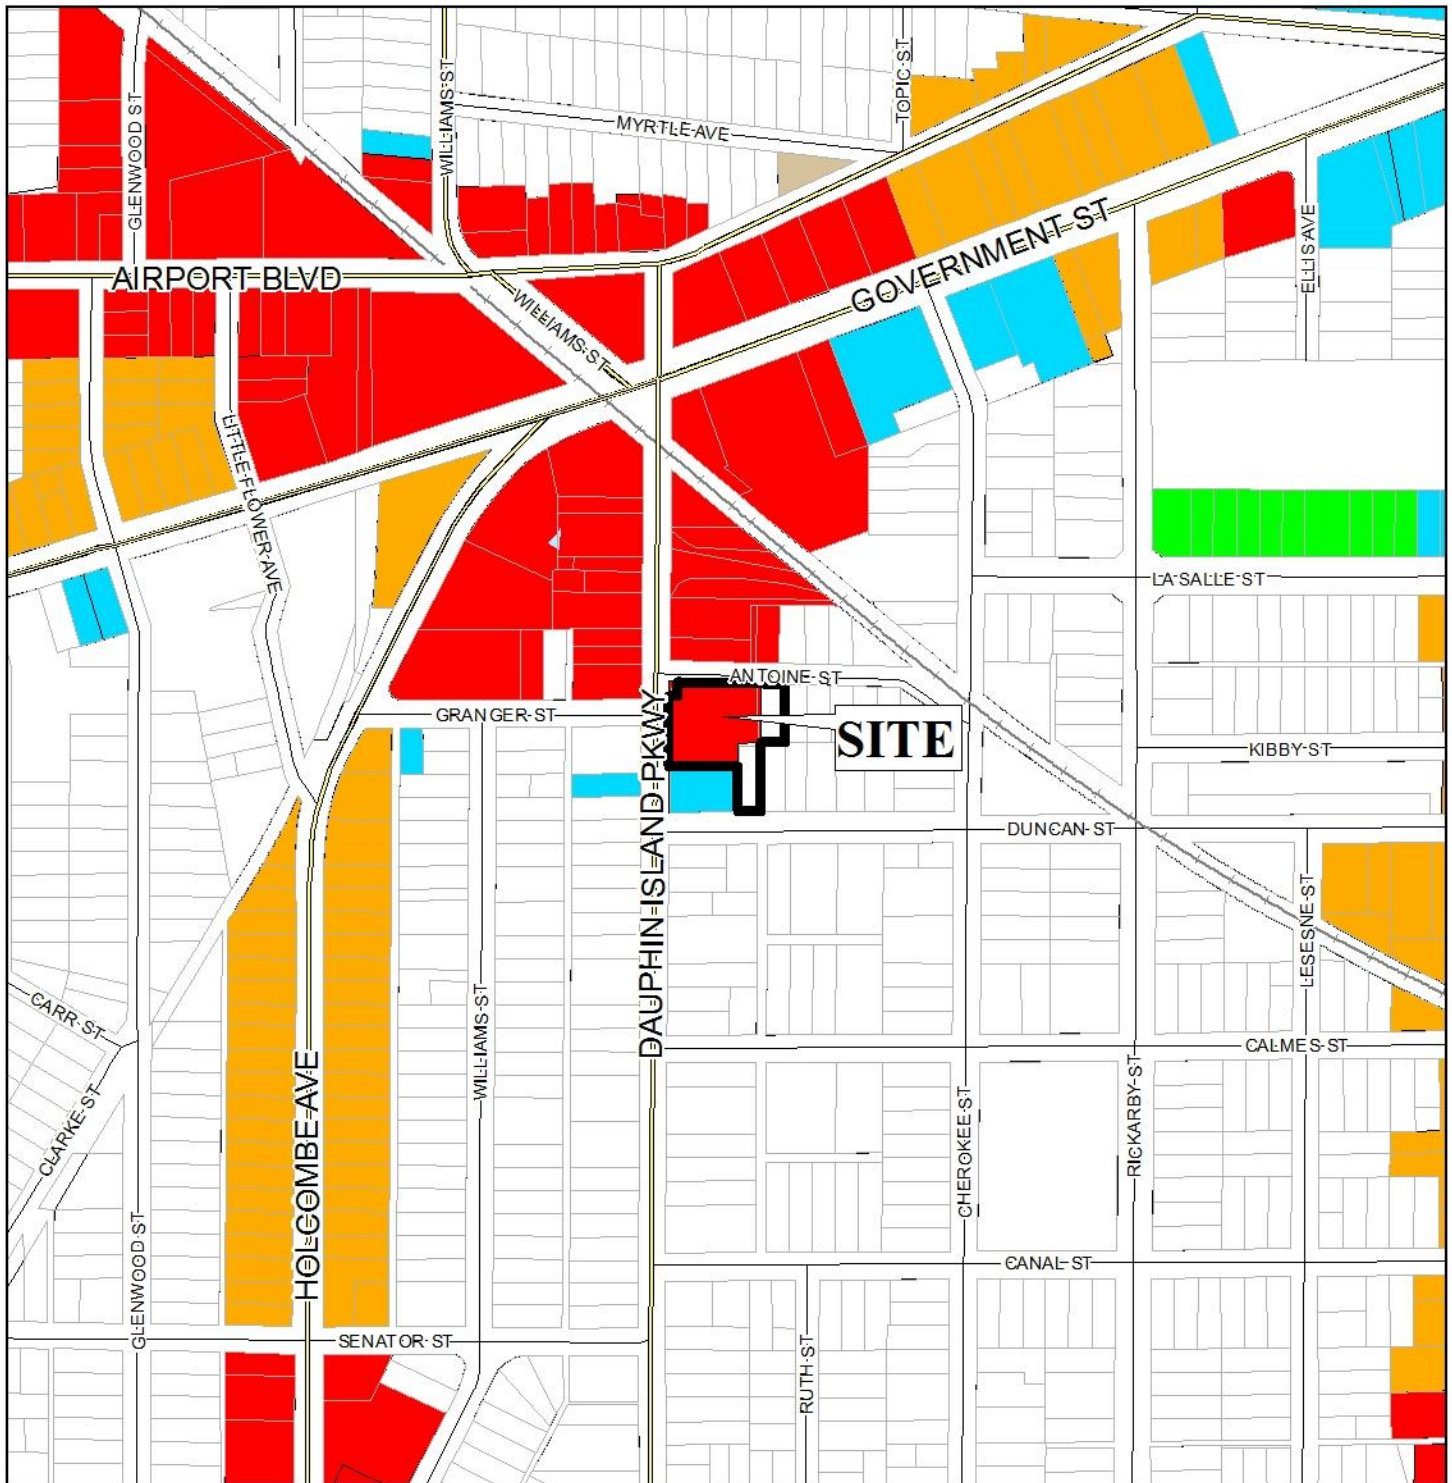 GLENWOOD ST
WILLIAMS ST
TOPIC ST
MYRTLE AVE
AIRPORT BLVD
WILLIAMS ST
GOVERNMENT ST
ELLIS AVE
LITTLE FLOWER AVE
LA SALLE ST
ANTOINE ST
GRANGER ST
SITE
KIBBY ST
DUNCAN ST
DAUPHIN ISLAND PKWY
LESESNE ST
CARR ST
WILLIAMS ST
CALMES ST
CLARKE ST
HOLCOMBE AVE
CHEROKEE ST
RICKARBY ST
GLENWOOD ST
CANAL ST
SENATOR ST
RUTH ST